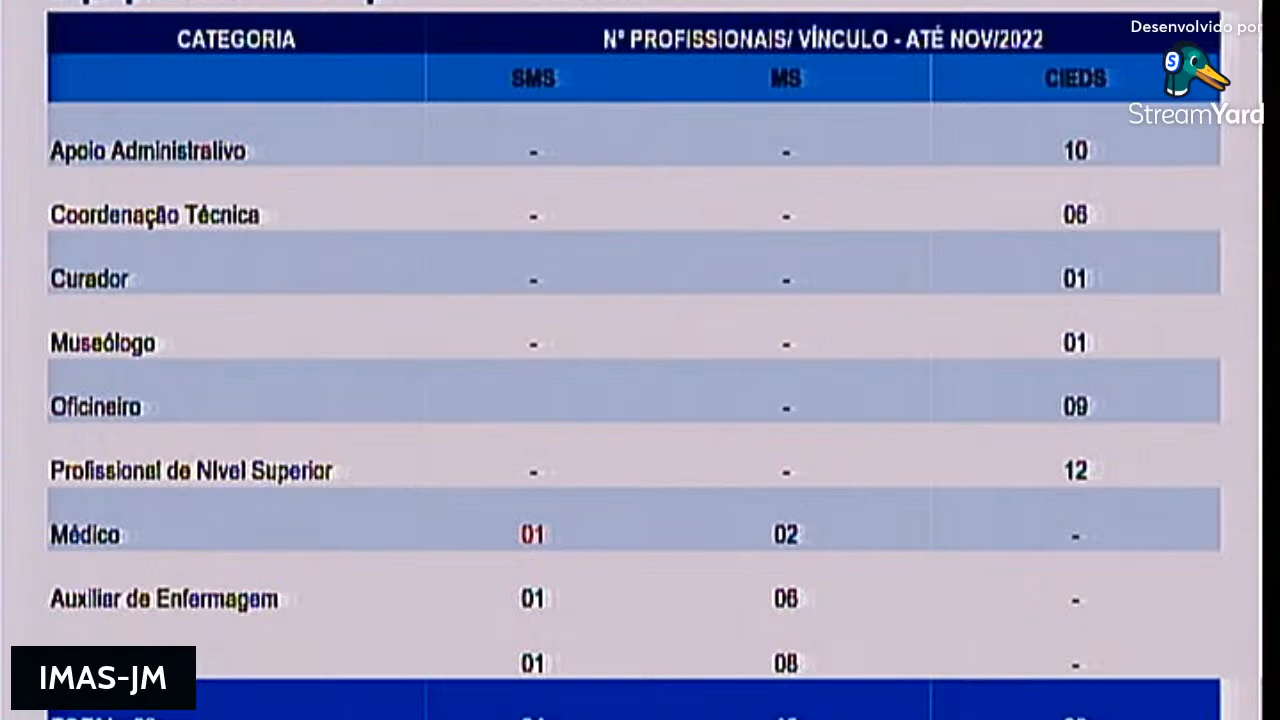 Desenvolvido por
StreamYard
CATEGORIA Nº PROFISSIONAIS/ VÍNCULO - ATÉ NOV/2022
SMS MS CIEDS
Apoio Administrativo - - 10
Coordenação Técnica - - 06
Curador - - 01
Museólogo - - 01
Oficineiro - 09
Profissional de Nível Superior - - 12
Médico 01 02 -
Auxiliar de Enfermagem 01 06 -
01 08 -
IMAS-JM